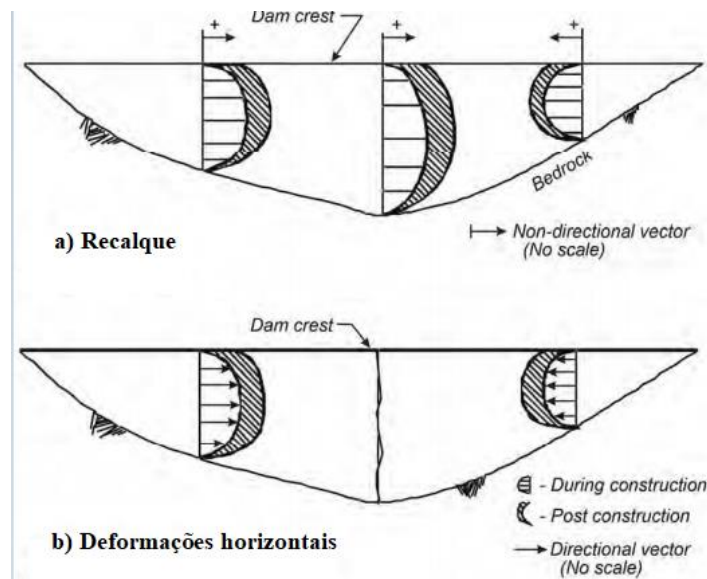 Dam crest
+ + +
Bedrock
a) Recalque
Non-directional vector
(No scale)
Dam crest
- During construction
- Post construction
b) Deformações horizontais
Directional vector
(No scale)